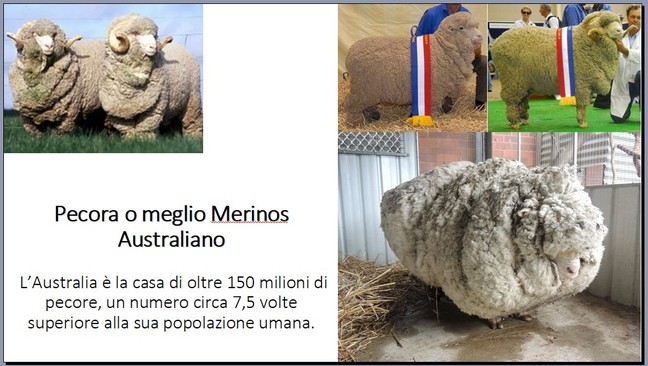 Pecora o meglio Merinos
Australiano
L'Australia è la casa di oltre 150 milioni di
pecore, un numero circa 7,5 volte
superiore alla sua popolazione umana.